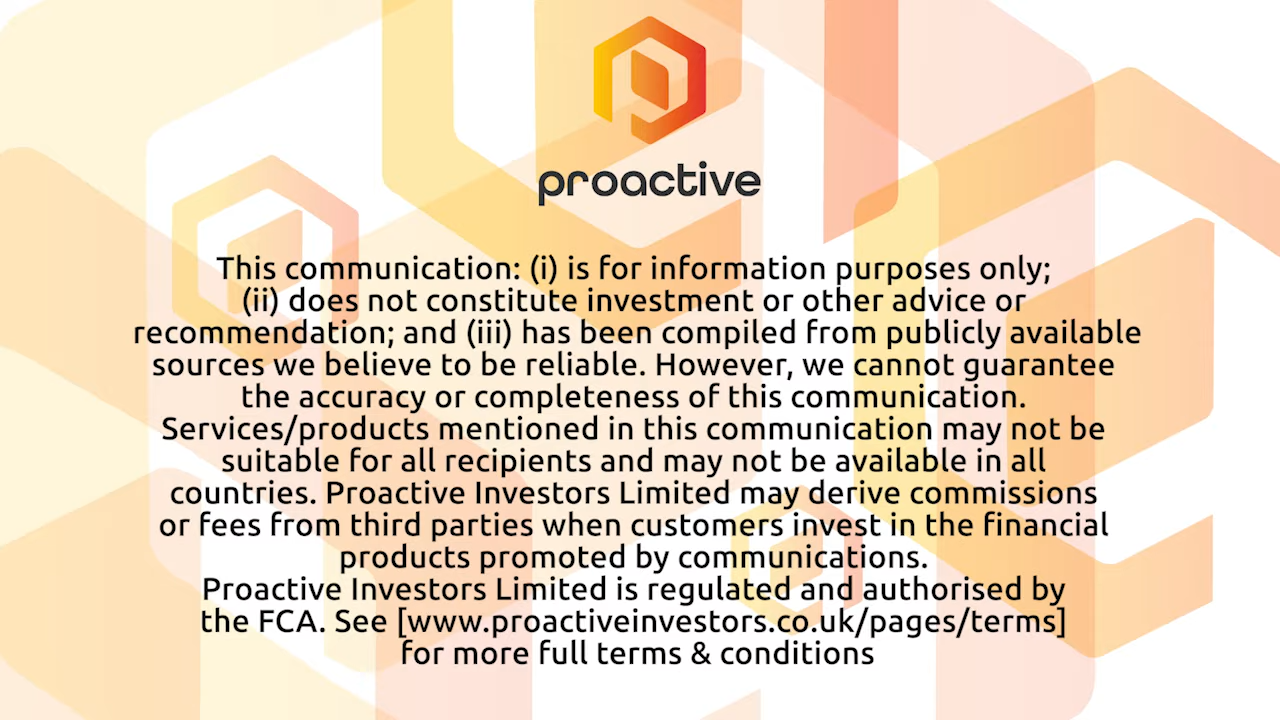 proactive
This communication: (i) is for information purposes only;
(ii) does not constitute investment or other advice or
recommendation; and (iii) has been compiled from publicly available
sources we believe to be reliable. However, we cannot guarantee
the accuracy or completeness of this communication.
Services/products mentioned in this communication may not be
suitable for all recipients and may not be available in all
countries. Proactive Investors Limited may derive commissions
or fees from third parties when customers invest in the financial
products promoted by communications.
Proactive Investors Limited is regulated and authorised by
the FCA. See [www.proactiveinvestors.co.uk/pages/terms]
for more full terms & conditions